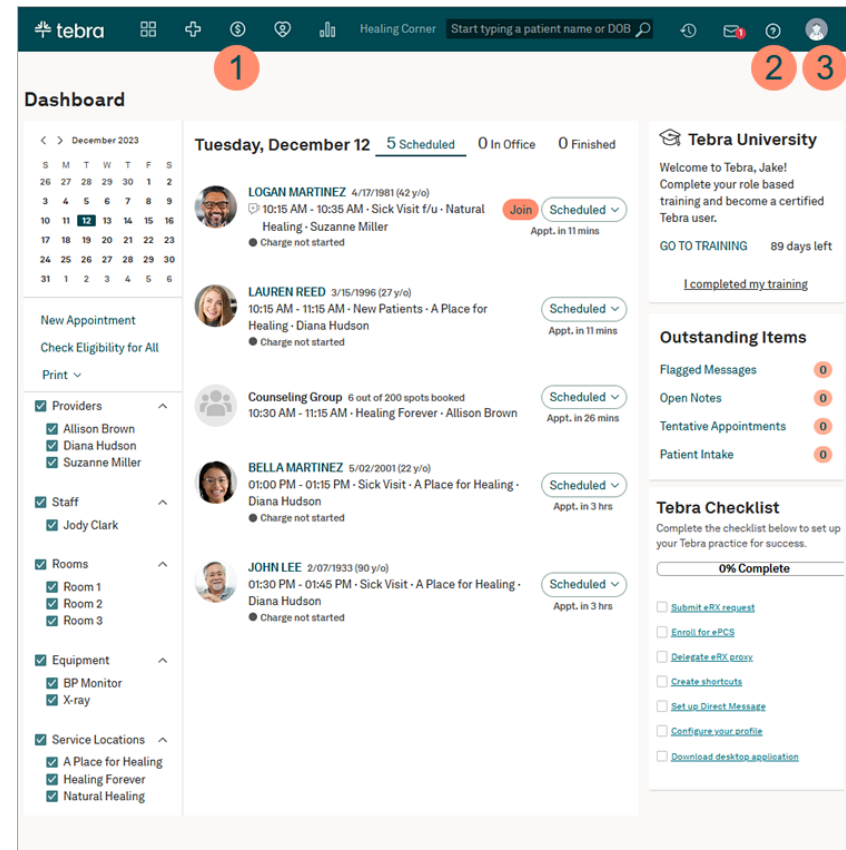 tebra
Healing Corner
Start typing a patient name or DOB
1
1
2
3
Dashboard
December 2023
S M T W T F S
26 27 28 29 30 1 2
3 4 5 6 7 8 9
10 11 12 13 14 15 16
17 18 19 20 21 22 23
24 25 26 27 28 29 30
31 1 2 3 4 5 6
New Appointment
Check Eligibility for All
Print
Providers
Allison Brown
Diana Hudson
Suzanne Miller
Staff
Jody Clark
Rooms
Room 1
Room 2
Room 3
Equipment
BP Monitor
X-ray
Service Locations
A Place for Healing
Healing Forever
Natural Healing
Tuesday, December 12 5 Scheduled 0 In Office 0 Finished
LOGAN MARTINEZ 4/17/1981 (42 y/o)
10:15 AM - 10:35 AM · Sick Visit f/u · Natural
Healing · Suzanne Miller
Charge not started
Join
Scheduled
Appt. in 11 mins
LAUREN REED 3/15/1996 (27 y/o)
10:15 AM - 11:15 AM · New Patients · A Place for
Healing · Diana Hudson
Charge not started
Scheduled
Appt. in 11 mins
Counseling Group 6 out of 200 spots booked
10:30 AM - 11:15 AM · Healing Forever · Allison Brown
Scheduled
Appt. in 26 mins
BELLA MARTINEZ 5/02/2001 (22 y/o)
01:00 PM - 01:15 PM · Sick Visit · A Place for Healing ·
Diana Hudson
Charge not started
Scheduled
Appt. in 3 hrs
JOHN LEE 2/07/1933 (90 y/o)
01:30 PM - 01:45 PM · Sick Visit · A Place for Healing ·
Diana Hudson
Charge not started
Scheduled
Appt. in 3 hrs
Tebra University
Welcome to Tebra, Jake!
Complete your role based
training and become a certified
Tebra user.
GO TO TRAINING 89 days left
I completed my training
Outstanding Items
Flagged Messages 0
Open Notes 0
Tentative Appointments 0
Patient Intake 0
Tebra Checklist
Complete the checklist below to set up
your Tebra practice for success.
0% Complete
Submit eRX request
Enroll for ePCS
Delegate eRX proxy
Create shortcuts
Set up Direct Message
Configure your profile
Download desktop application